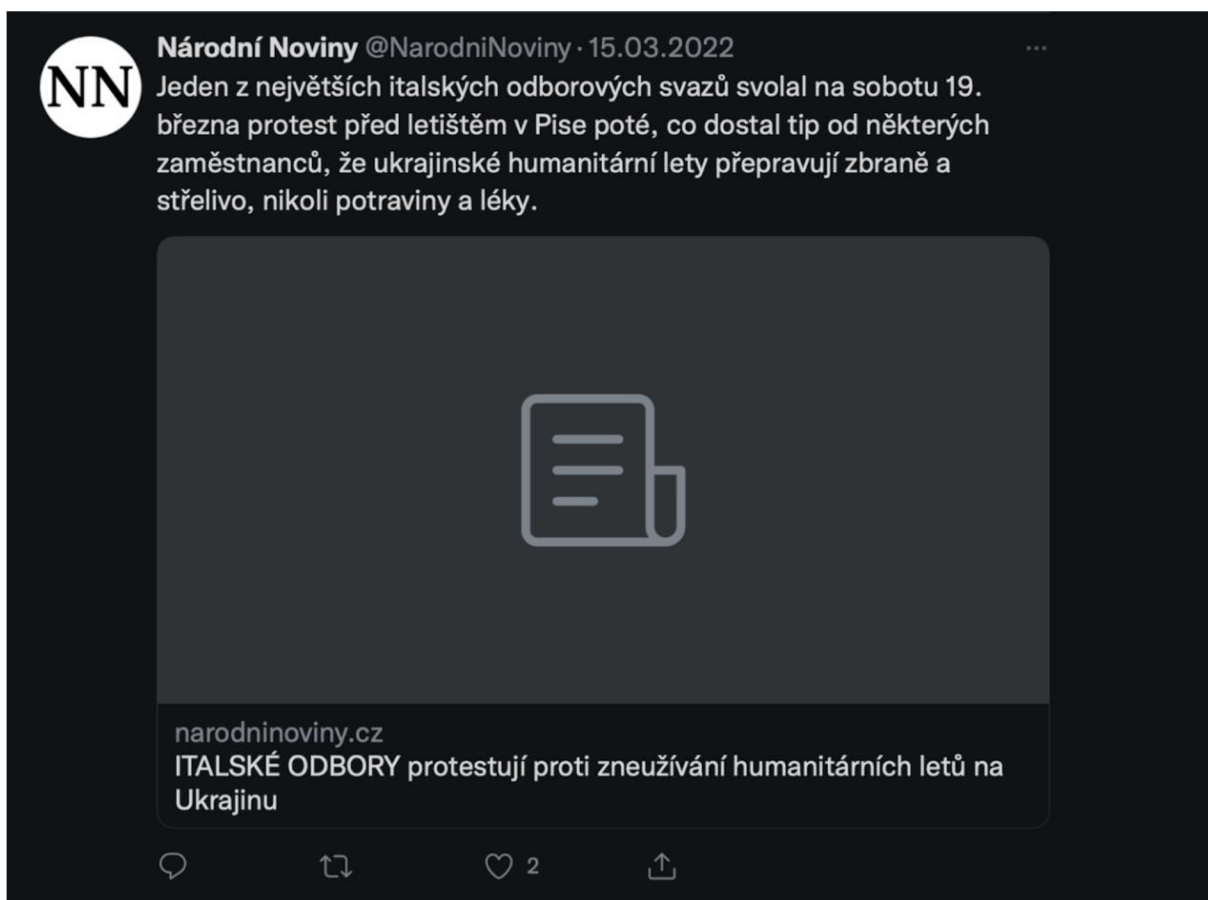 NN
Národní Noviny @NarodniNoviny · 15.03.2022
Jeden z největších italských odborových svazů svolal na sobotu 19.
března protest před letištěm v Pise poté, co dostal tip od některých
zaměstnanců, že ukrajinské humanitární lety přepravují zbraně a
střelivo, nikoli potraviny a léky.
narodninoviny.cz
ITALSKÉ ODBORY protestují proti zneužívání humanitárních letů na
Ukrajinu
2